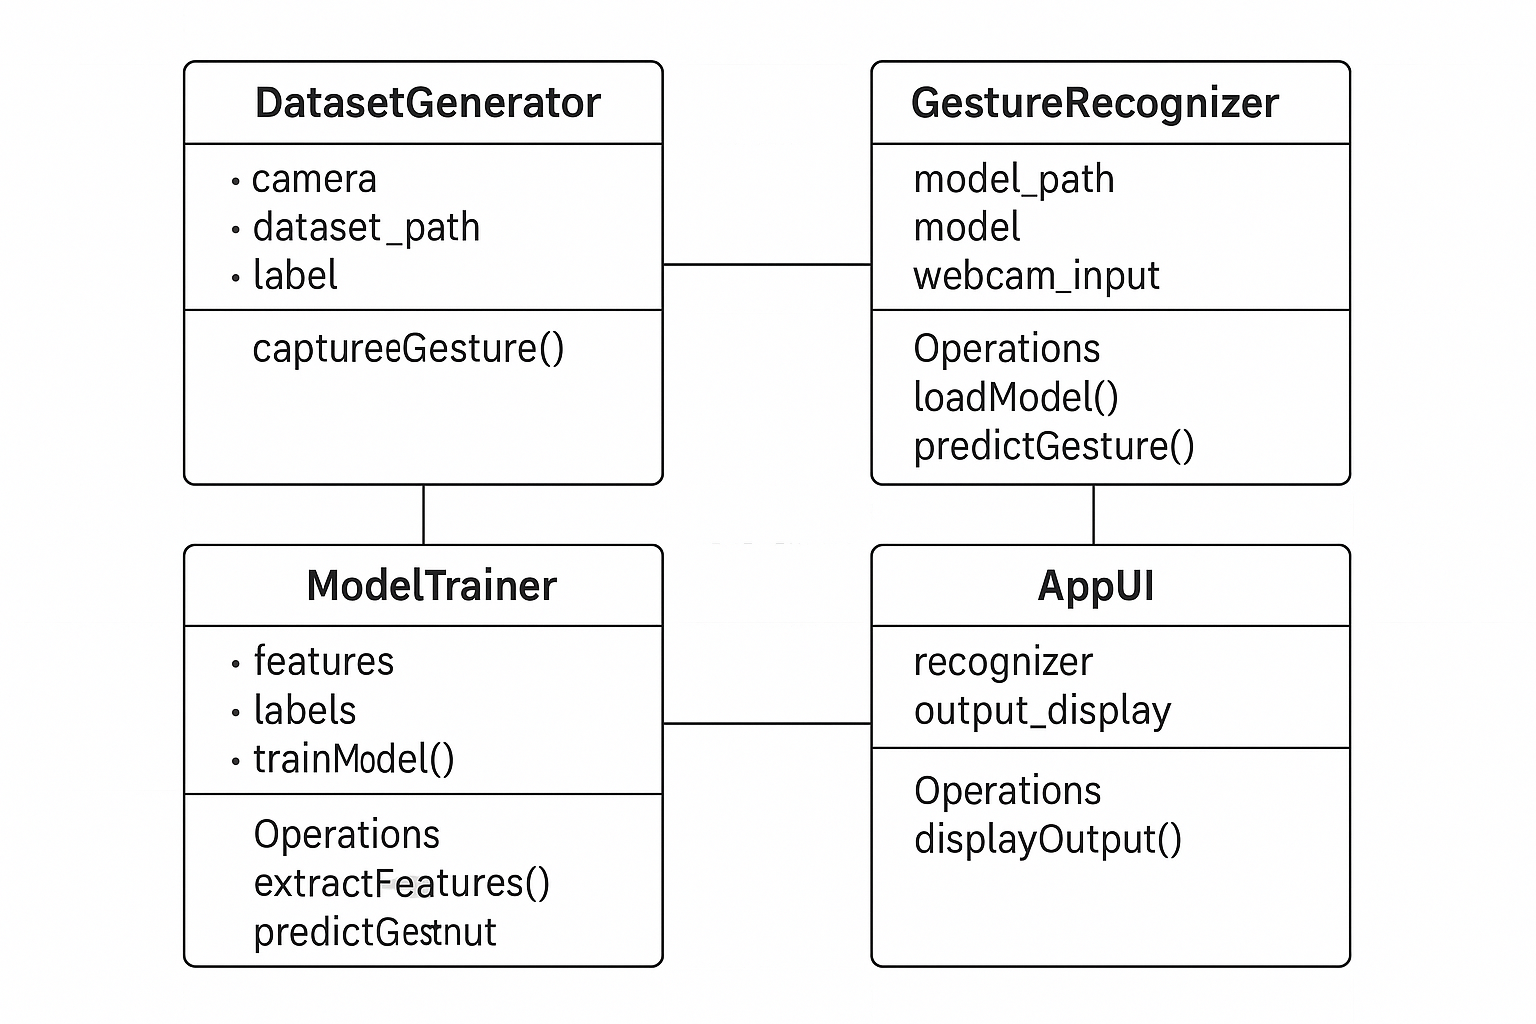 DatasetGenerator
• camera
• dataset_path
• label
captureeGesture()
GestureRecognizer
model_path
model
webcam_input
Operations
loadModel()
predictGesture()
ModelTrainer
• features
• labels
• trainModel()
Operations
extractFeatures()
predictGestnut
AppUI
recognizer
output_display
Operations
displayOutput()